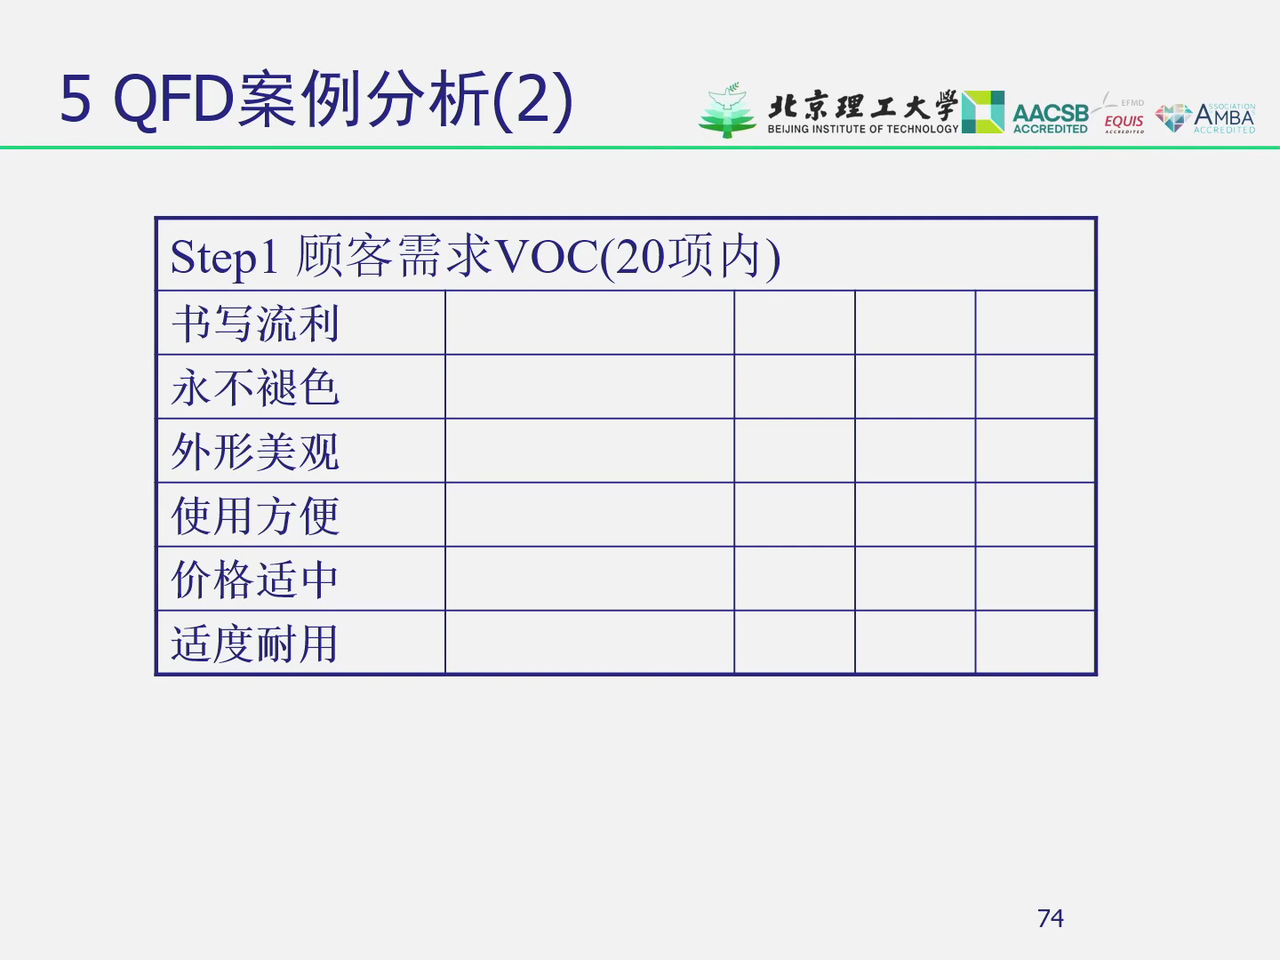 5 QFD案例分析(2)
北京理工大学
BEIJING INSTITUTE OF TECHNOLOGY
AACSB
ACCREDITED
EFMD
EQUIS
ACCREDITED
ASSOCIATION
AMBA
ACCREDITED
Step1 顾客需求VOC(20项内)
书写流利
永不褪色
外形美观
使用方便
价格适中
适度耐用
74